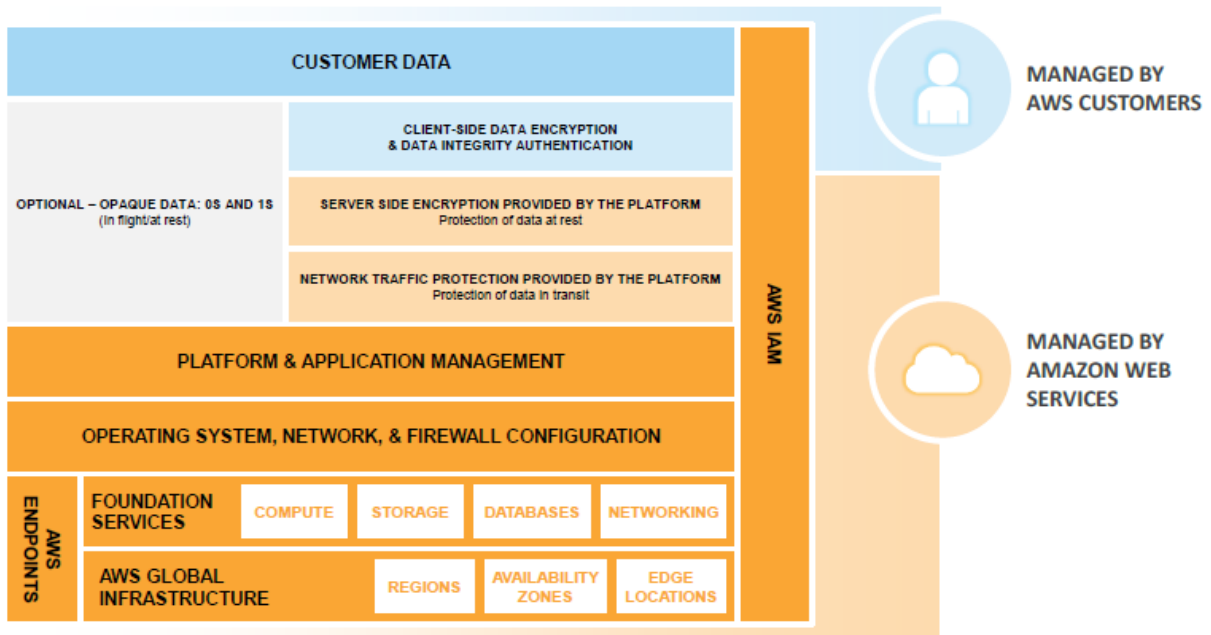 CUSTOMER DATA
OPTIONAL – OPAQUE DATA: 0S AND 1S
(In flight/at rest)
CLIENT-SIDE DATA ENCRYPTION
& DATA INTEGRITY AUTHENTICATION
SERVER SIDE ENCRYPTION PROVIDED BY THE PLATFORM
Protection of data at rest
NETWORK TRAFFIC PROTECTION PROVIDED BY THE PLATFORM
Protection of data in transit
PLATFORM & APPLICATION MANAGEMENT
OPERATING SYSTEM, NETWORK, & FIREWALL CONFIGURATION
AWS
ENDPOINTS
FOUNDATION
SERVICES
COMPUTE
STORAGE
DATABASES
NETWORKING
AWS GLOBAL
INFRASTRUCTURE
REGIONS
AVAILABILITY
ZONES
EDGE
LOCATIONS
AWS IAM
MANAGED BY
AWS CUSTOMERS
MANAGED BY
AMAZON WEB
SERVICES